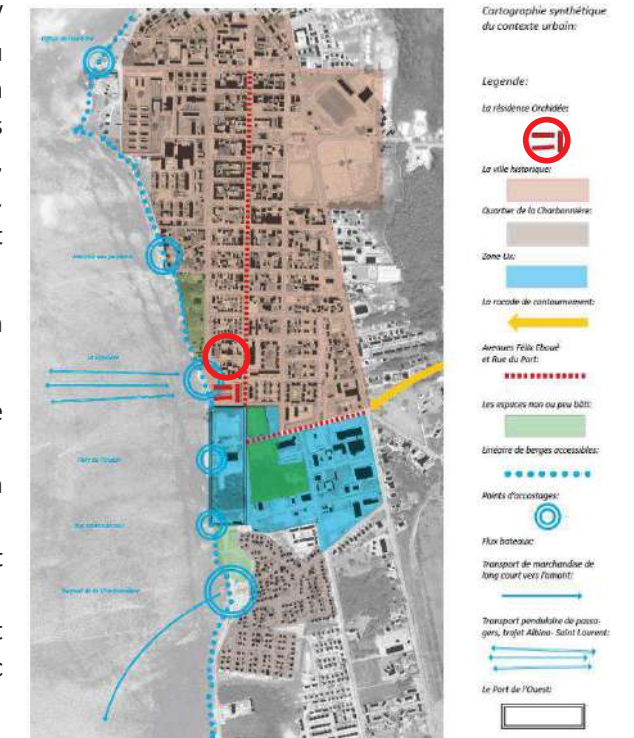 Cartographie synthétique
du contexte urbain:
Legende:
La résidense Orchidée:
La ville historique:
Quartier de la Charbonnière:
Zone Ux:
La rocade de contournement:
Avenues Félix Eboué
et Rue du Port:
Les espaces non ou peu bâti:
Linéaire de berges accessibles:
Points d'accostages:
Flux bateaux:
Transport de marchandise de
long court vers l'amont:
Transport pendulaire de passa-
gers, trajet Albina- Saint Laurent:
Le Port de l'Ouest: